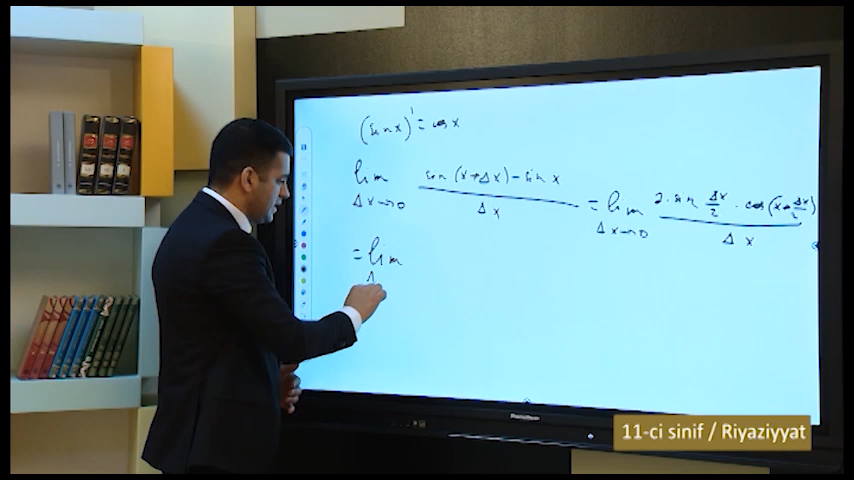 (sin x)' = cos x
lim Δx→0 sin (x+Δx) - sin x / Δx = lim Δx→0 2 · sin Δx/2 · cos (x+Δx/2) / Δx
= lim Δ
11-ci sinif / Riyaziyyat